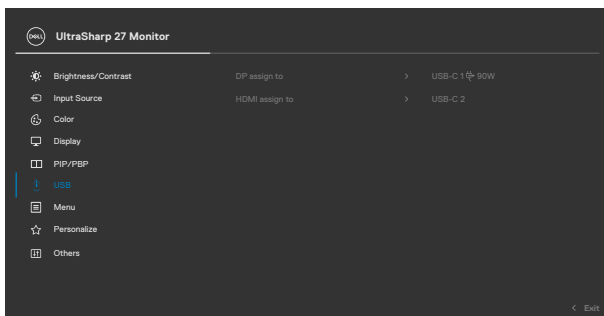 DELL UltraSharp 27 Monitor
Brightness/Contrast DP assign to > USB-C 1 90W
Input Source HDMI assign to > USB-C 2
Color
Display
PIP/PBP
USB
Menu
Personalize
Others
< Exit